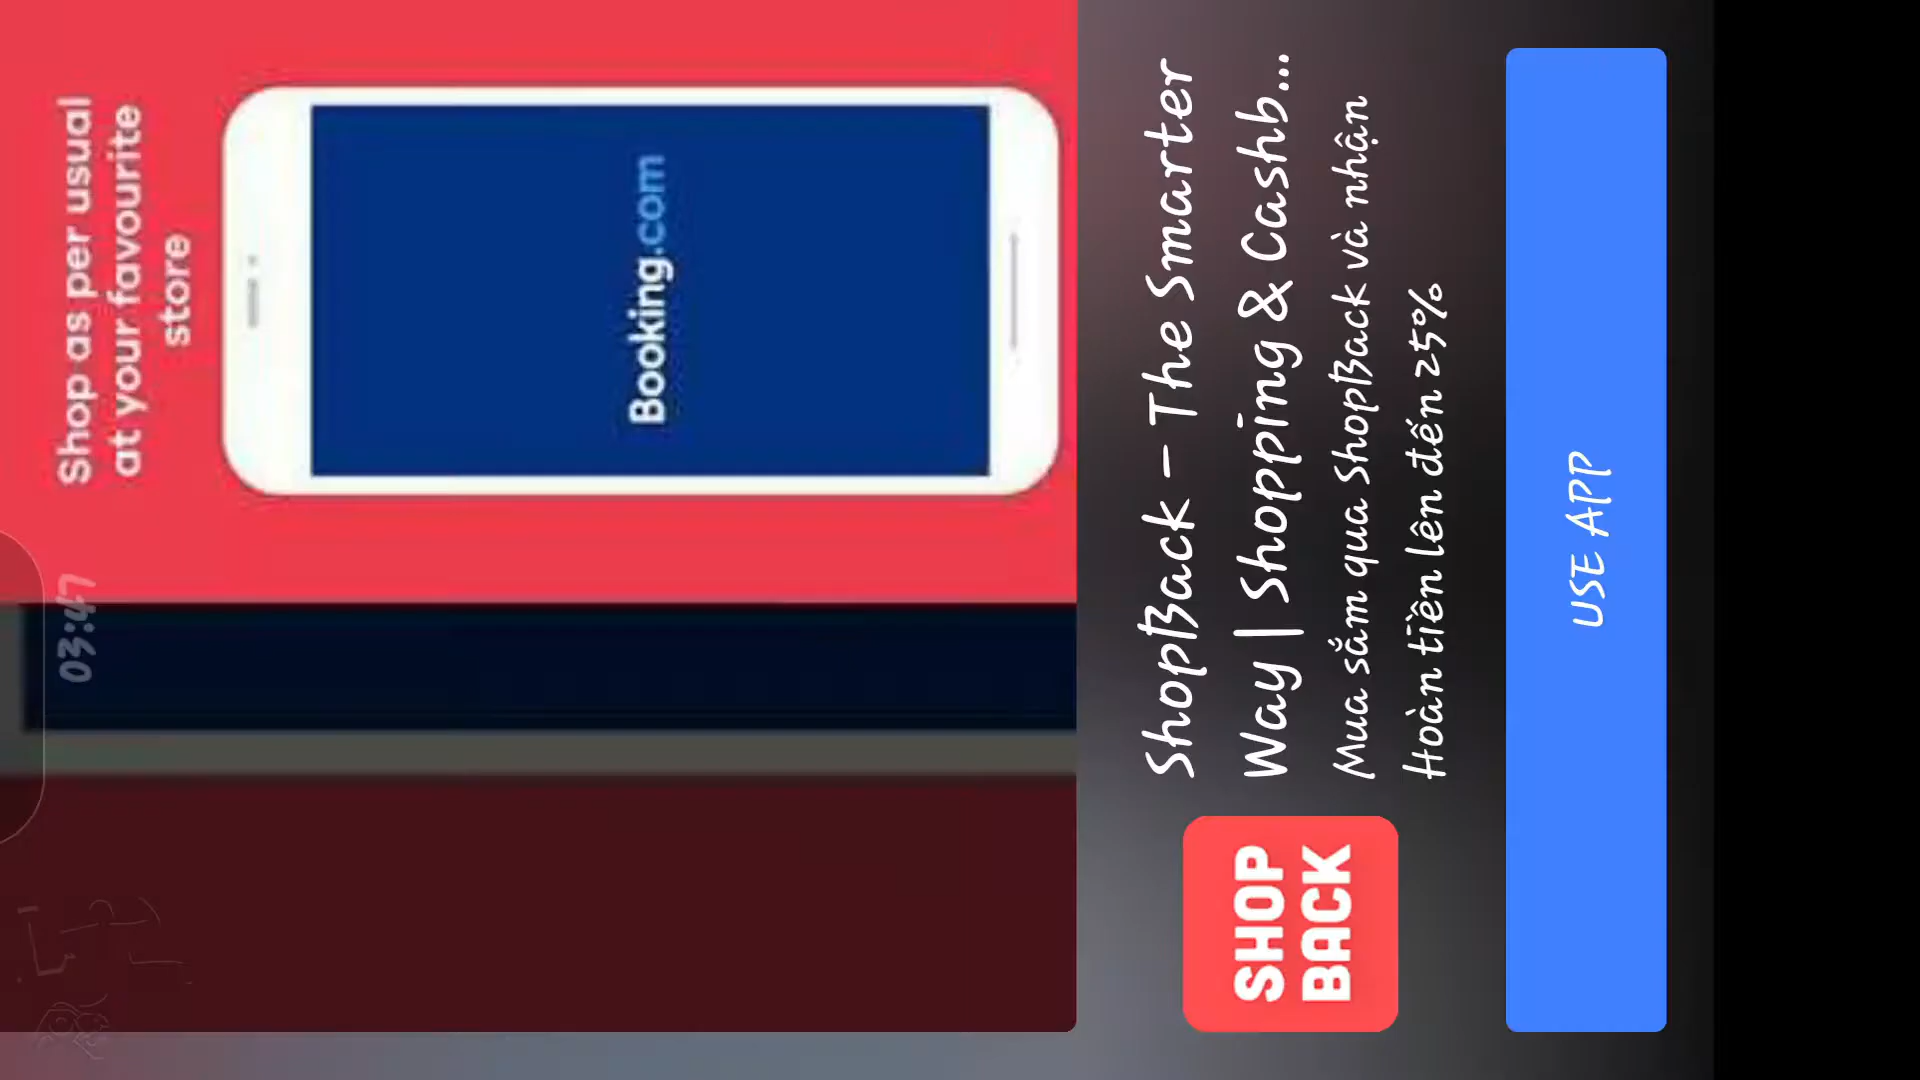 03:47
Shop as per usual
at your favourite
store
Booking.com
SHOP
BACK
ShopBack - The Smarter
Way | Shopping & Cashb...
Mua sắm qua ShopBack và nhận
Hoàn tiền lên đến 25%
USE APP